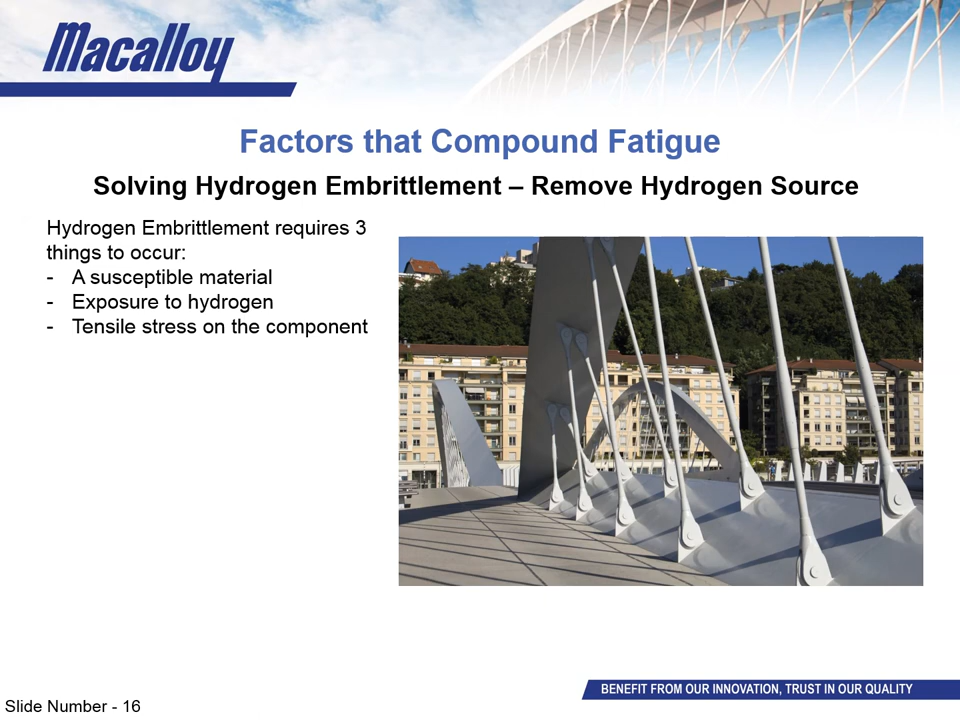 Macalloy
Factors that Compound Fatigue
Solving Hydrogen Embrittlement – Remove Hydrogen Source
Hydrogen Embrittlement requires 3
things to occur:
- A susceptible material
- Exposure to hydrogen
- Tensile stress on the component
BENEFIT FROM OUR INNOVATION, TRUST IN OUR QUALITY
Slide Number - 16